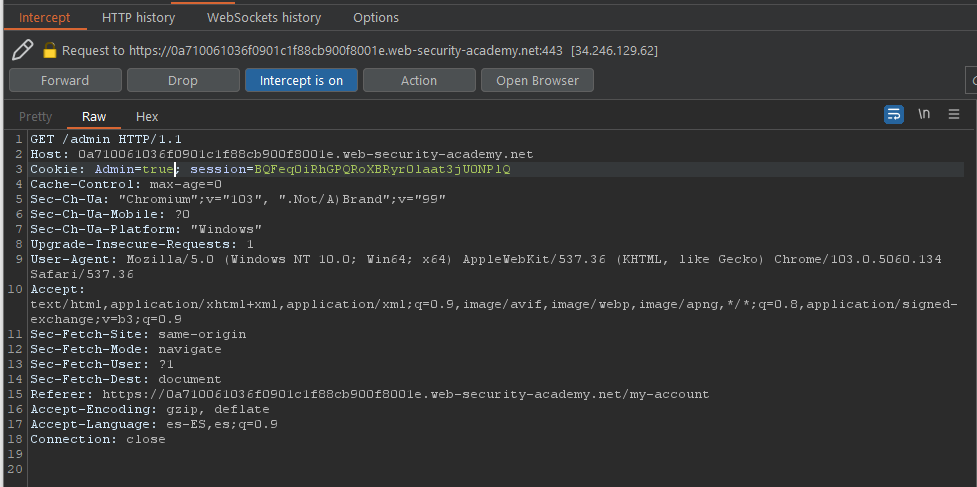 Intercept HTTP history WebSockets history Options
Request to https://0a710061036f0901c1f88cb900f8001e.web-security-academy.net:443 [34.246.129.62]
Forward Drop Intercept is on Action Open Browser
Pretty Raw Hex \n
1 GET /admin HTTP/1.1
2 Host: 0a710061036f0901c1f88cb900f8001e.web-security-academy.net
3 Cookie: Admin=true; session=BQFeqOiRhGPQRoXBRyrOlaat3jUONPlQ
4 Cache-Control: max-age=0
5 Sec-Ch-Ua: "Chromium";v="103", ".Not/A)Brand";v="99"
6 Sec-Ch-Ua-Mobile: ?0
7 Sec-Ch-Ua-Platform: "Windows"
8 Upgrade-Insecure-Requests: 1
9 User-Agent: Mozilla/5.0 (Windows NT 10.0; Win64; x64) AppleWebKit/537.36 (KHTML, like Gecko) Chrome/103.0.5060.134
Safari/537.36
10 Accept:
text/html,application/xhtml+xml,application/xml;q=0.9,image/avif,image/webp,image/apng,*/*;q=0.8,application/signed-
exchange;v=b3;q=0.9
11 Sec-Fetch-Site: same-origin
12 Sec-Fetch-Mode: navigate
13 Sec-Fetch-User: ?1
14 Sec-Fetch-Dest: document
15 Referer: https://0a710061036f0901c1f88cb900f8001e.web-security-academy.net/my-account
16 Accept-Encoding: gzip, deflate
17 Accept-Language: es-ES,es;q=0.9
18 Connection: close
19
20